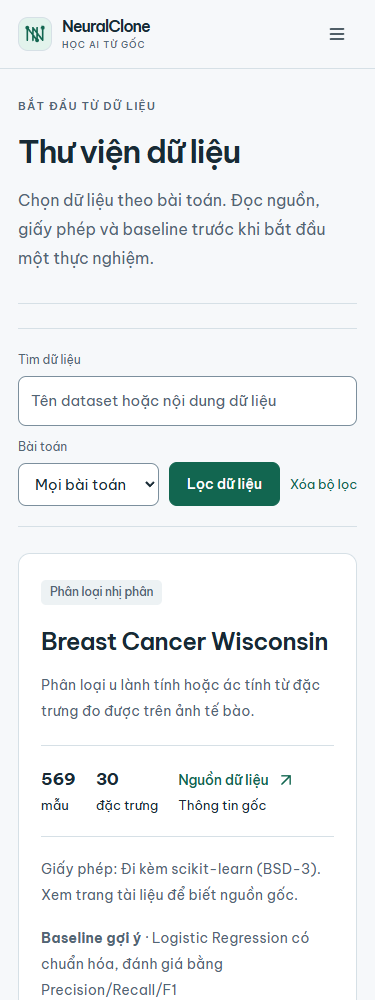 NeuralClone
HỌC AI TỪ GỐC
BẮT ĐẦU TỪ DỮ LIỆU
Thư viện dữ liệu
Chọn dữ liệu theo bài toán. Đọc nguồn,
giấy phép và baseline trước khi bắt đầu
một thực nghiệm.
Tìm dữ liệu
Tên dataset hoặc nội dung dữ liệu
Bài toán
Mọi bài toán
Lọc dữ liệu
Xóa bộ lọc
Phân loại nhị phân
Breast Cancer Wisconsin
Phân loại u lành tính hoặc ác tính từ đặc
trưng đo được trên ảnh tế bào.
569 30 Nguồn dữ liệu
mẫu đặc trưng Thông tin gốc
Giấy phép: Đi kèm scikit-learn (BSD-3).
Xem trang tài liệu để biết nguồn gốc.
Baseline gợi ý · Logistic Regression có
chuẩn hóa, đánh giá bằng
Precision/Recall/F1